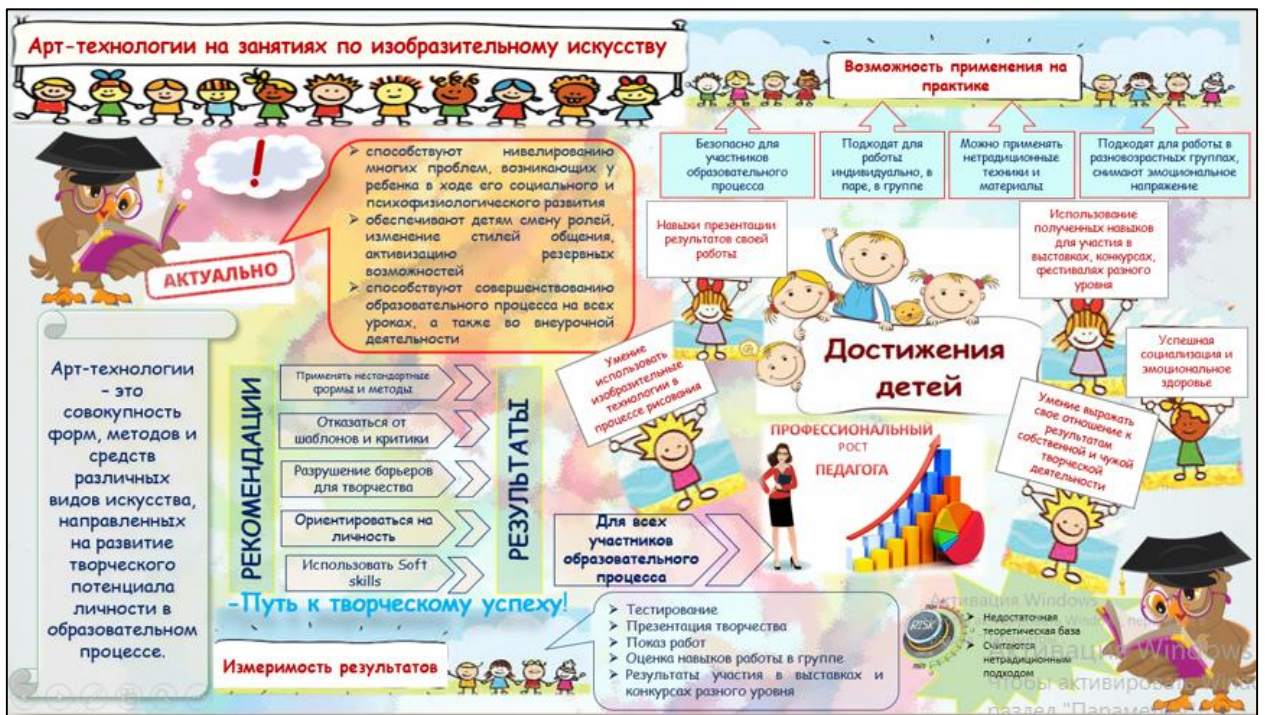 Арт-технологии на занятиях по изобразительному искусству
Возможность применения на
практике
Безопасно для
участников
образовательного
процесса
Подходят для
работы
индивидуально, в
паре, в группе
Можно применять
нетрадиционные
техники и
материалы
Подходят для работы в
разновозрастных группах,
снимают эмоциональное
напряжение
!
АКТУАЛЬНО
➢ способствуют нивелированию
многих проблем, возникающих у
ребенка в ходе его социального и
психофизиологического развития
➢ обеспечивают детям смену ролей,
изменение стилей общения,
активизацию резервных
возможностей
➢ способствуют совершенствованию
образовательного процесса на всех
уроках, а также во внеурочной
деятельности
Навыки презентации
результатов своей
работы
Использование
полученных навыков
для участия в
выставках, конкурсах,
фестивалях разного
уровня
Достижения
детей
Умение
использовать
изобразительные
технологии в
процессе рисования
Успешная
социализация и
эмоциональное
здоровье
Умение выражать
свое отношение к
результатам
собственной и чужой
творческой
деятельности
Арт-технологии
– это
совокупность
форм, методов и
средств
различных
видов искусства,
направленных
на развитие
творческого
потенциала
личности в
образовательном
процессе.
РЕКОМЕНДАЦИИ
Применять нестандартные
формы и методы
Отказаться от
шаблонов и критики
Разрушение барьеров
для творчества
Ориентироваться на
личность
Использовать Soft
skills
РЕЗУЛЬТАТЫ
Для всех
участников
образовательного
процесса
ПРОФЕССИОНАЛЬНЫЙ
РОСТ
ПЕДАГОГА
-Путь к творческому успеху!
Измеримость результатов
➢ Тестирование
➢ Презентация творчества
➢ Показ работ
➢ Оценка навыков работы в группе
➢ Результаты участия в выставках и
конкурсах разного уровня
RISK
➢ Недостаточная
теоретическая база
➢ Считаются
нетрадиционным
подходом
Активация Windows
Активация Windows
Чтобы активировать
раздел "Параметры